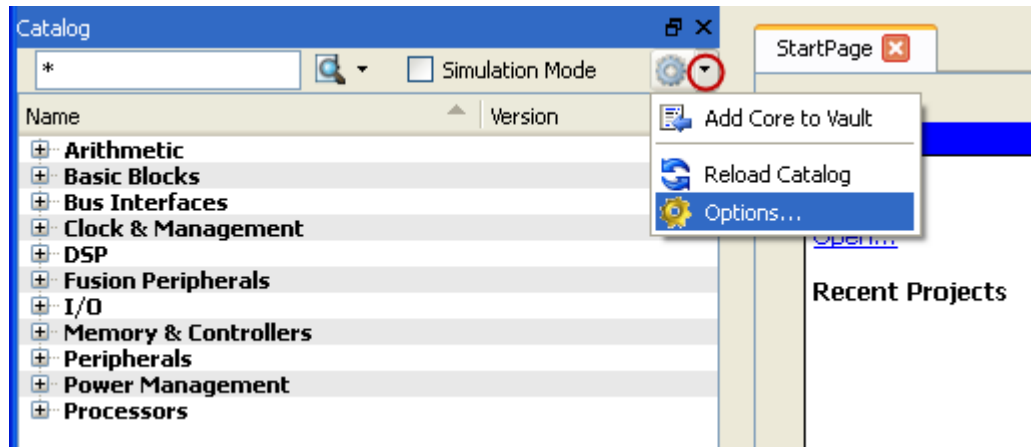 Catalog
StartPage
*
Simulation Mode
Name
Version
Add Core to Vault
Reload Catalog
Options...
Open...
Recent Projects
Arithmetic
Basic Blocks
Bus Interfaces
Clock & Management
DSP
Fusion Peripherals
I/O
Memory & Controllers
Peripherals
Power Management
Processors